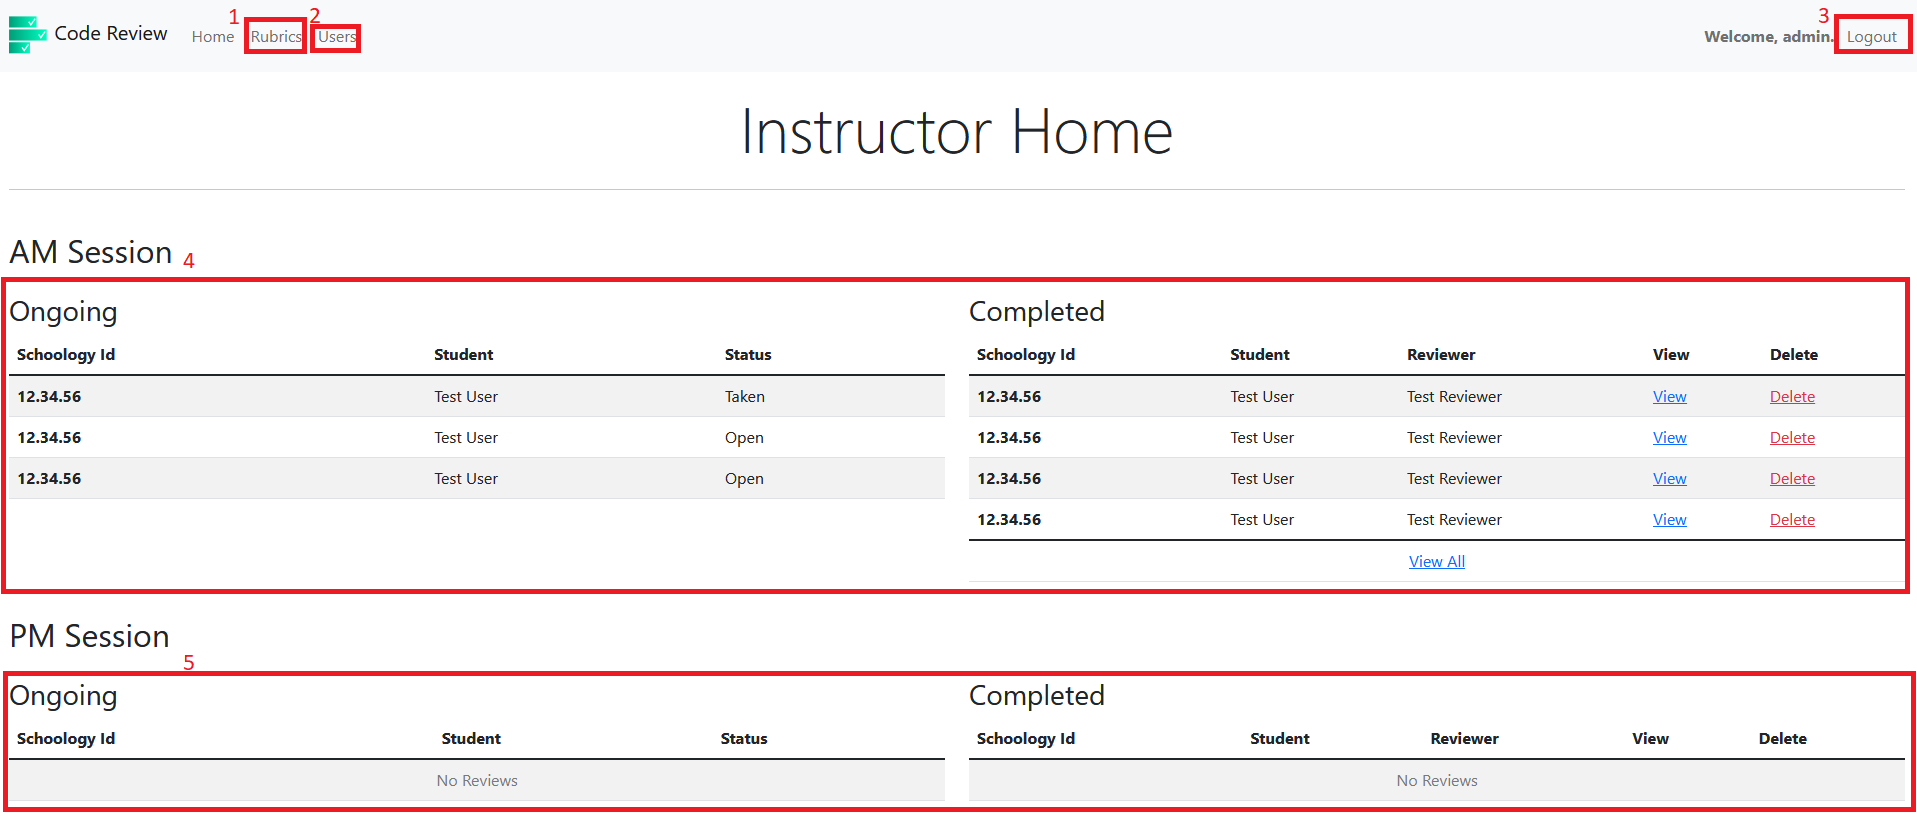 1 2 3
Code Review Home Rubrics Users Welcome, admin. Logout
Instructor Home
AM Session 4
Ongoing Completed
Schoology Id Student Status Schoology Id Student Reviewer View Delete
12.34.56 Test User Taken 12.34.56 Test User Test Reviewer View Delete
12.34.56 Test User Open 12.34.56 Test User Test Reviewer View Delete
12.34.56 Test User Open 12.34.56 Test User Test Reviewer View Delete
12.34.56 Test User Test Reviewer View Delete
View All
PM Session
5
Ongoing Completed
Schoology Id Student Status Schoology Id Student Reviewer View Delete
No Reviews No Reviews